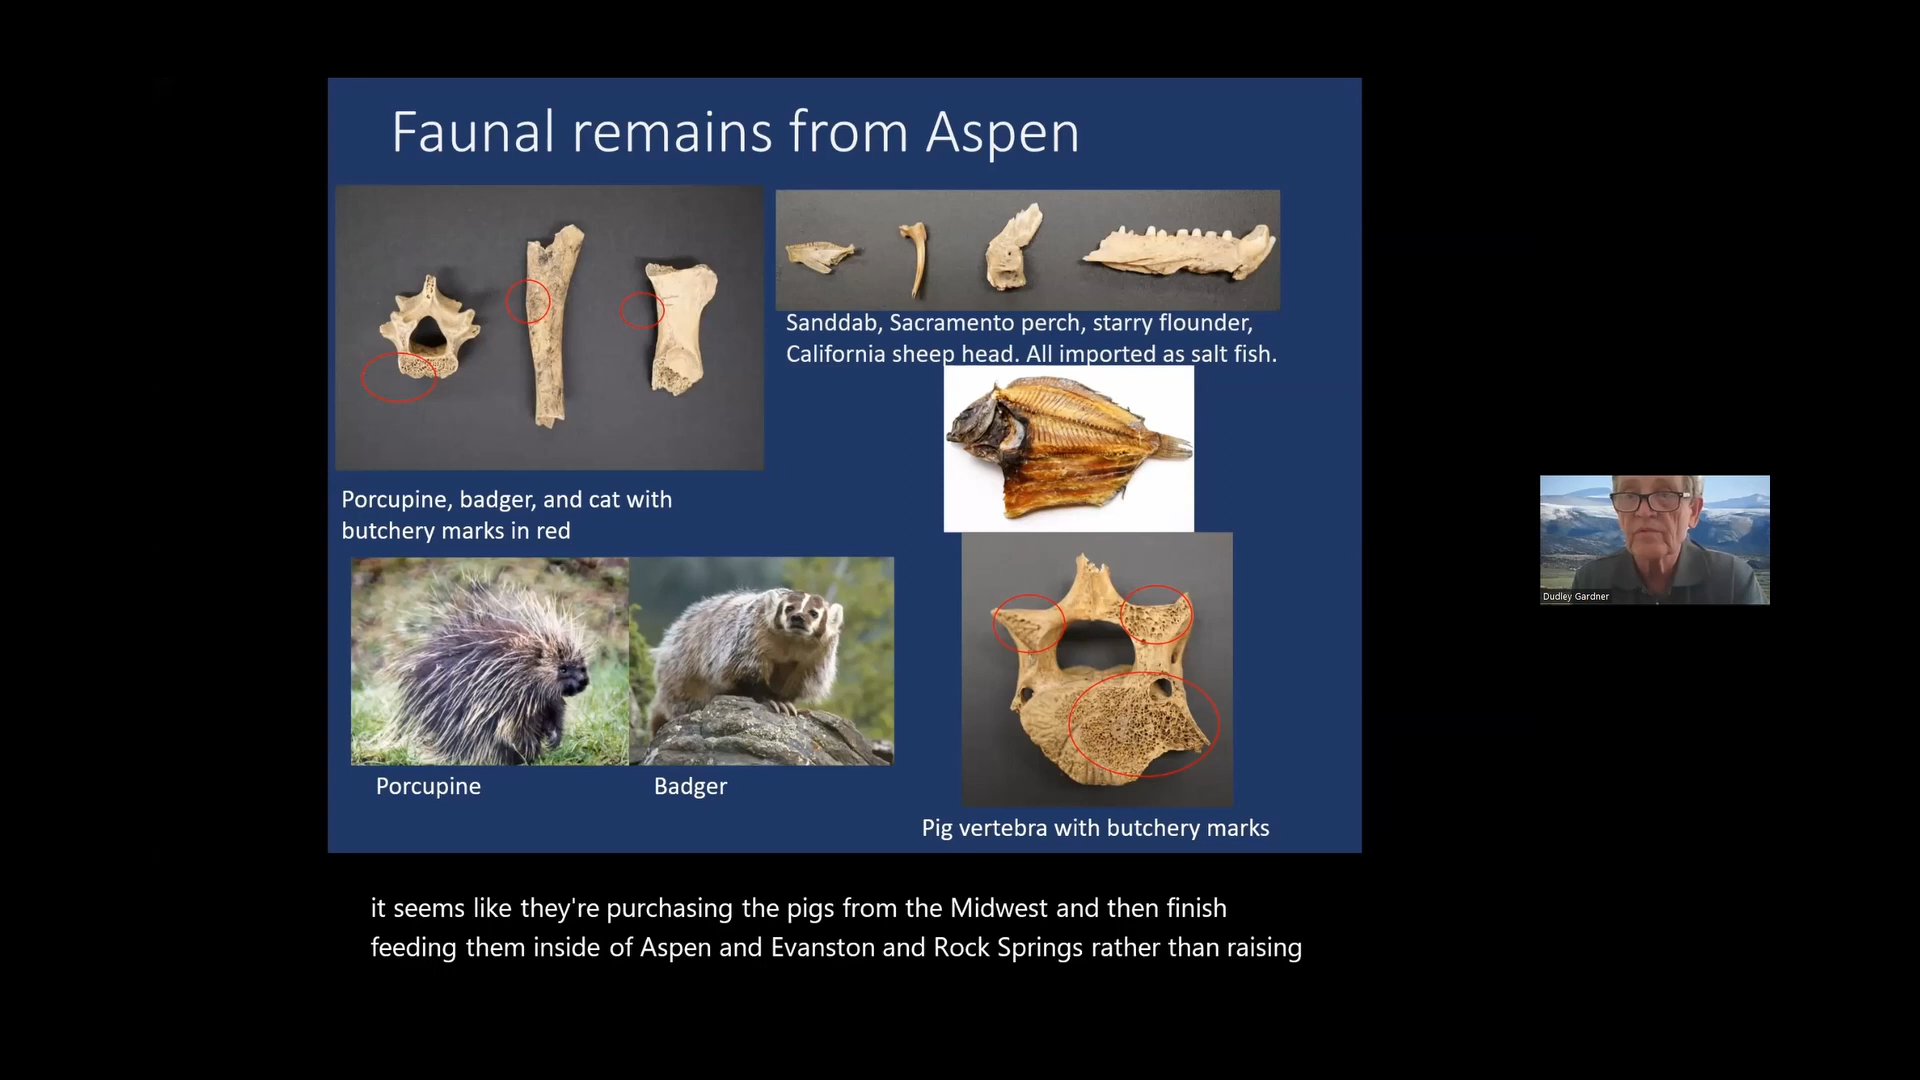 Faunal remains from Aspen
Sanddab, Sacramento perch, starry flounder,
California sheep head. All imported as salt fish.
Porcupine, badger, and cat with
butchery marks in red
Porcupine
Badger
Pig vertebra with butchery marks
Dudley Gardner
it seems like they're purchasing the pigs from the Midwest and then finish
feeding them inside of Aspen and Evanston and Rock Springs rather than raising